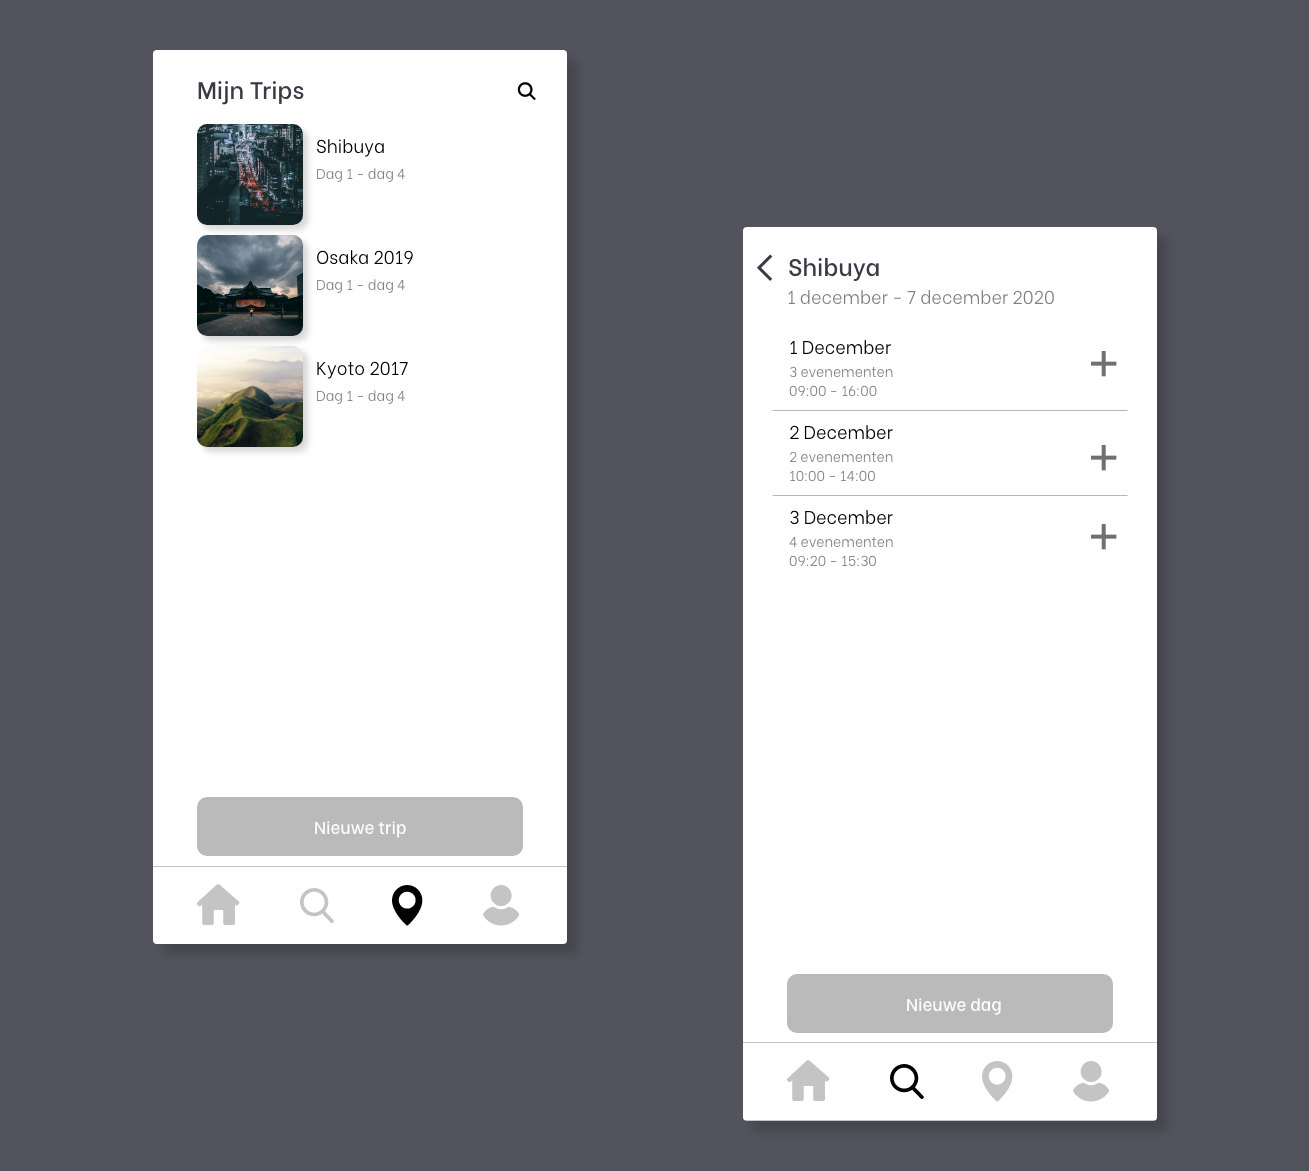 Mijn Trips
Shibuya
Dag 1 - dag 4
Osaka 2019
Dag 1 - dag 4
Kyoto 2017
Dag 1 - dag 4
Nieuwe trip
Shibuya
1 december - 7 december 2020
1 December
3 evenementen
09:00 - 16:00
2 December
2 evenementen
10:00 - 14:00
3 December
4 evenementen
09:20 - 15:30
Nieuwe dag